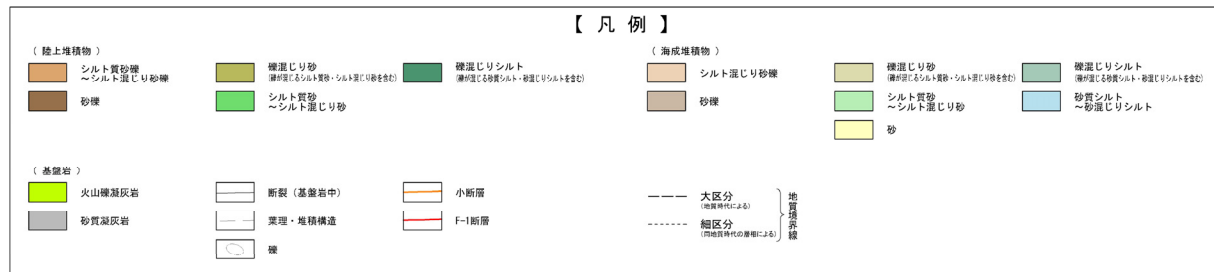 【 凡 例 】
( 陸上堆積物 )
シルト質砂礫
～シルト混じり砂礫
礫混じり砂
(礫が混じるシルト質砂・シルト混じり砂を含む)
礫混じりシルト
(礫が混じる砂質シルト・砂混じりシルトを含む)
砂礫
シルト質砂
～シルト混じり砂
( 海成堆積物 )
シルト混じり砂礫
礫混じり砂
(礫が混じるシルト質砂・シルト混じり砂を含む)
礫混じりシルト
(礫が混じる砂質シルト・砂混じりシルトを含む)
砂礫
シルト質砂
～シルト混じり砂
砂質シルト
～砂混じりシルト
砂
( 基盤岩 )
火山礫凝灰岩
断裂（基盤岩中）
小断層
砂質凝灰岩
葉理・堆積構造
F-1断層
礫
大区分
(地質時代による)
細区分
(同地質時代の層相による)
地質境界線